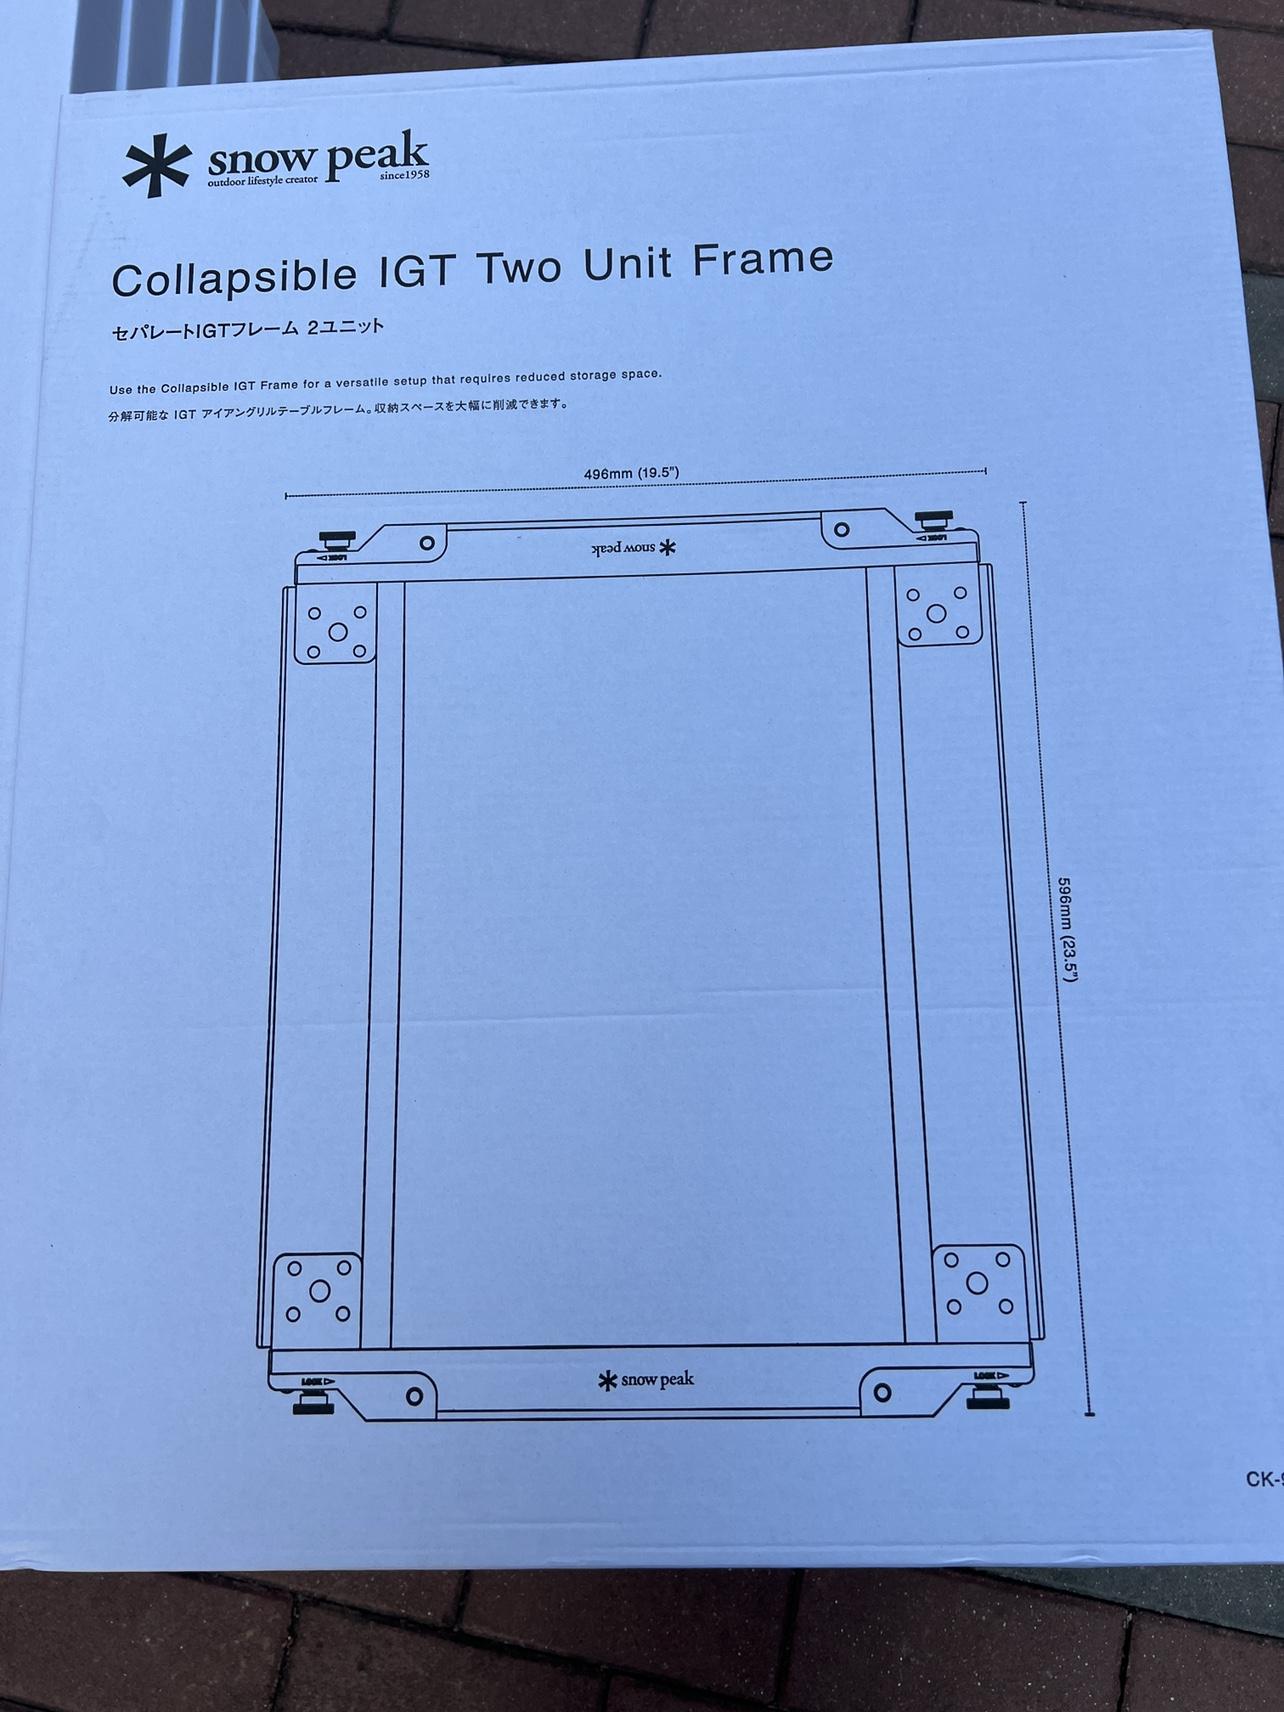 snow peak
outdoor lifestyle creator since1958
Collapsible IGT Two Unit Frame
セパレートIGTフレーム 2ユニット
Use the Collapsible IGT Frame for a versatile setup that requires reduced storage space.
分解可能な IGT アイアングリルテーブルフレーム。収納スペースを大幅に削減できます。
496mm (19.5")
LOCK
LOCK
snow peak
596mm (23.5")
snow peak
LOCK
LOCK
CK-9